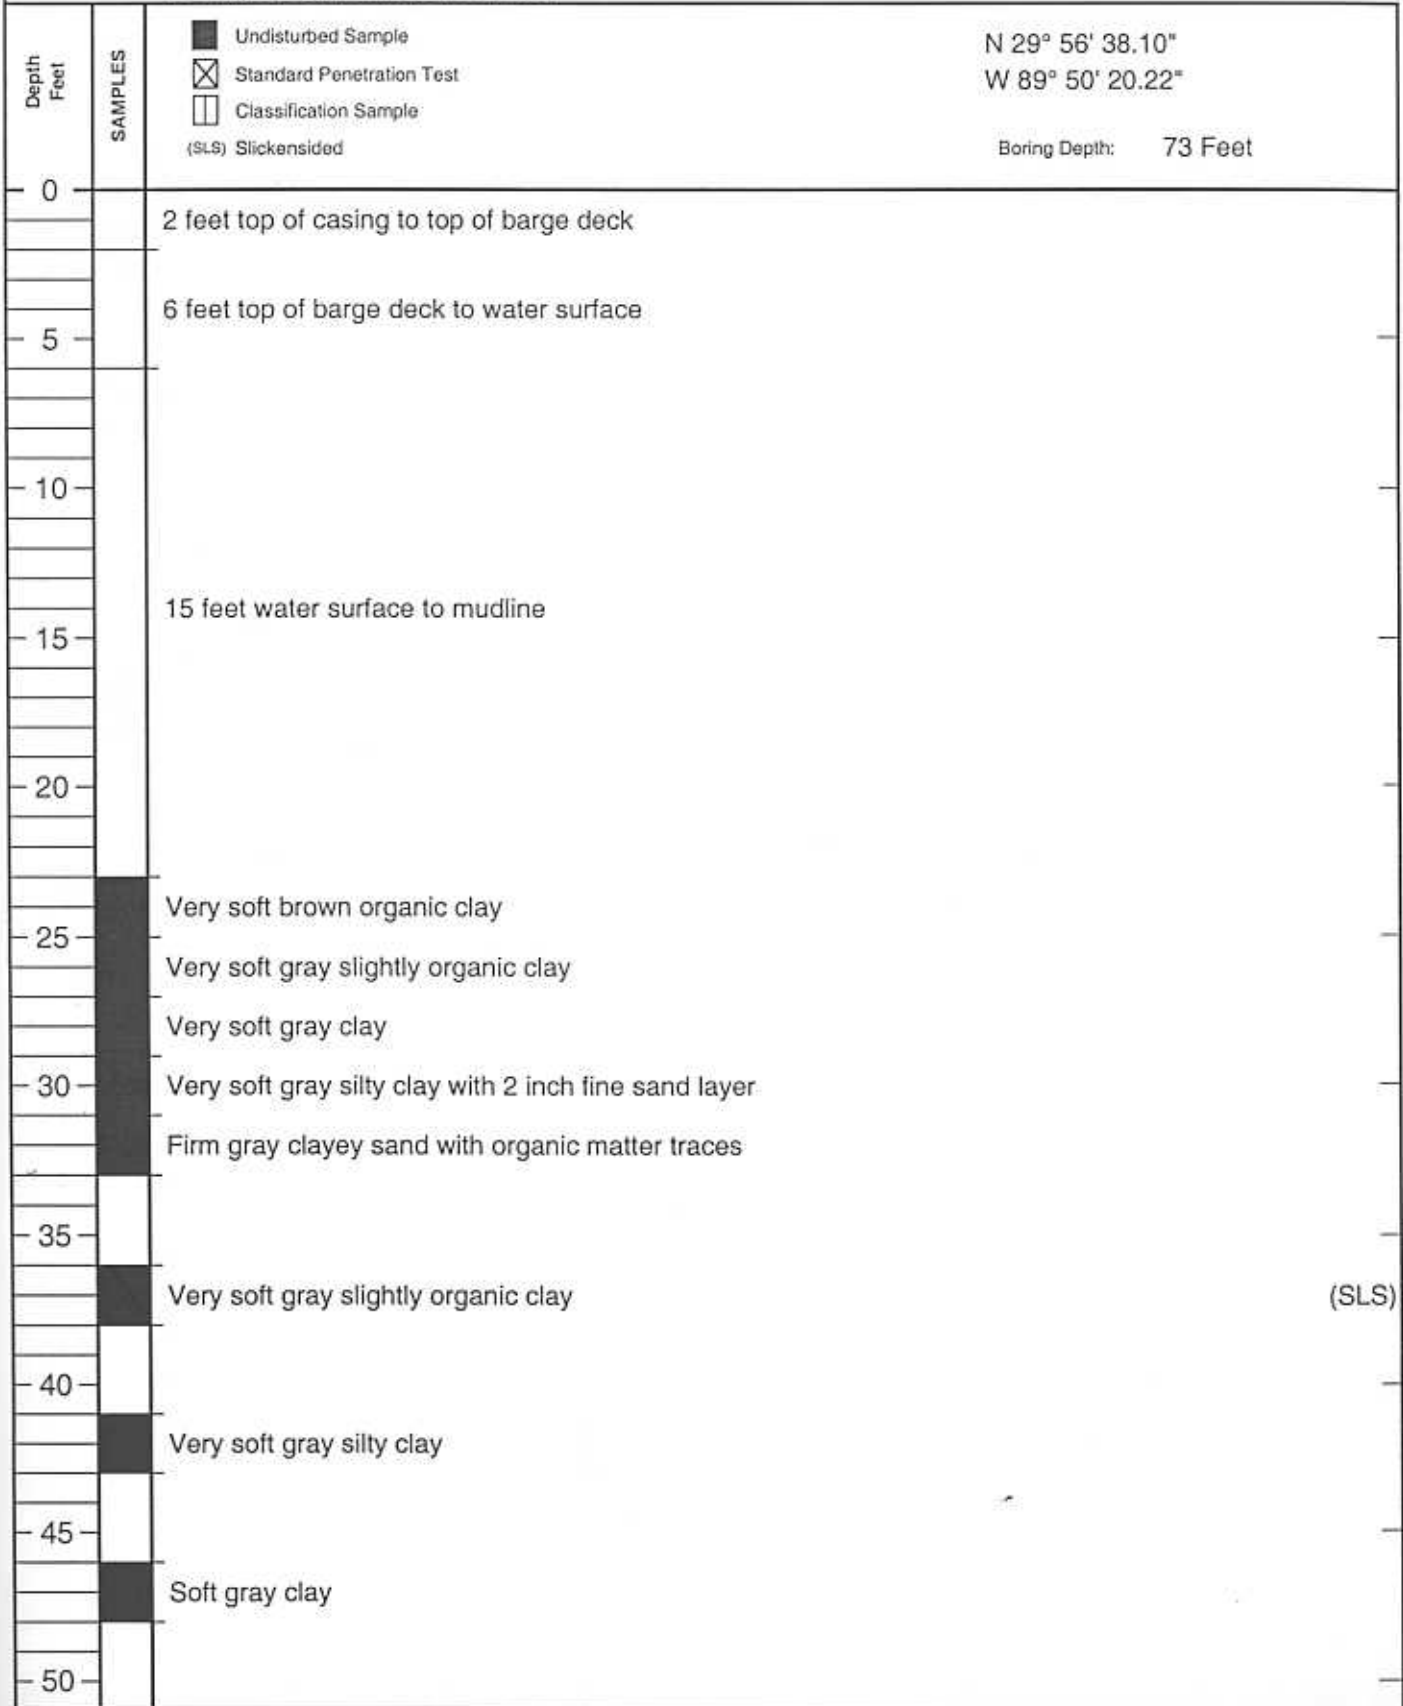 Depth
Feet
SAMPLES
Undisturbed Sample
Standard Penetration Test
Classification Sample
(SLS) Slickensided
N 29° 56' 38.10"
W 89° 50' 20.22"
Boring Depth: 73 Feet
0
2 feet top of casing to top of barge deck
6 feet top of barge deck to water surface
5
10
15 feet water surface to mudline
15
20
Very soft brown organic clay
25
Very soft gray slightly organic clay
Very soft gray clay
30 Very soft gray silty clay with 2 inch fine sand layer
Firm gray clayey sand with organic matter traces
35
Very soft gray slightly organic clay (SLS)
40
Very soft gray silty clay
45
Soft gray clay
50